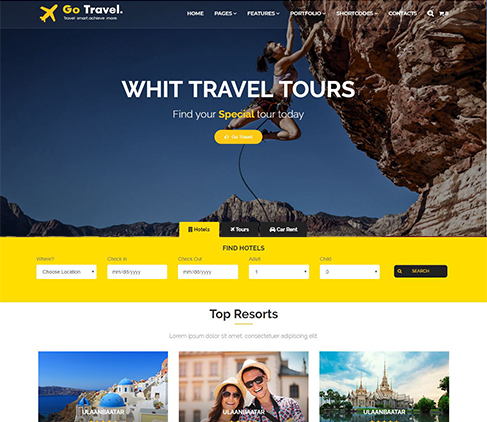 Go Travel.
Travel smart achieve more
HOME PAGES FEATURES PORTFOLIO SHORTCODES CONTACTS
WHIT TRAVEL TOURS
Find your Special tour today
Go Travel
Hotels Tours Car Rent
FIND HOTELS
Where? Check In Check Out Adult Child
Choose Location mm/dd/yyyy mm/dd/yyyy 1 0 SEARCH
Top Resorts
Lorem ipsum dolor sit amet, consectetuer adipiscing elit
ULAANBAATAR ULAANBAATAR ULAANBAATAR